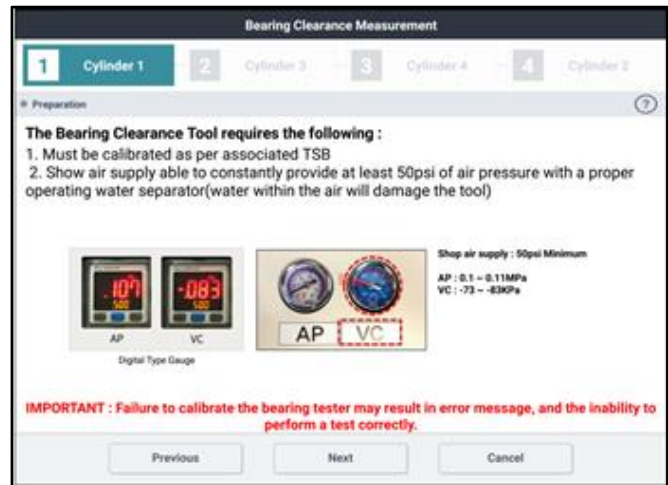 Bearing Clearance Measurement
1 Cylinder 1 2 Cylinder 3 3 Cylinder 4 4 Cylinder 2
Preparation ?
The Bearing Clearance Tool requires the following :
1. Must be calibrated as per associated TSB
2. Show air supply able to constantly provide at least 50psi of air pressure with a proper
operating water separator(water within the air will damage the tool)
Shop air supply : 50psi Minimum
AP : 0.1 ~ 0.11MPa
VC : -73 ~ -83KPa
.107 -083
500 500
AP VC
AP VC
Digital Type Gauge
IMPORTANT : Failure to calibrate the bearing tester may result in error message, and the inability to
perform a test correctly.
Previous Next Cancel